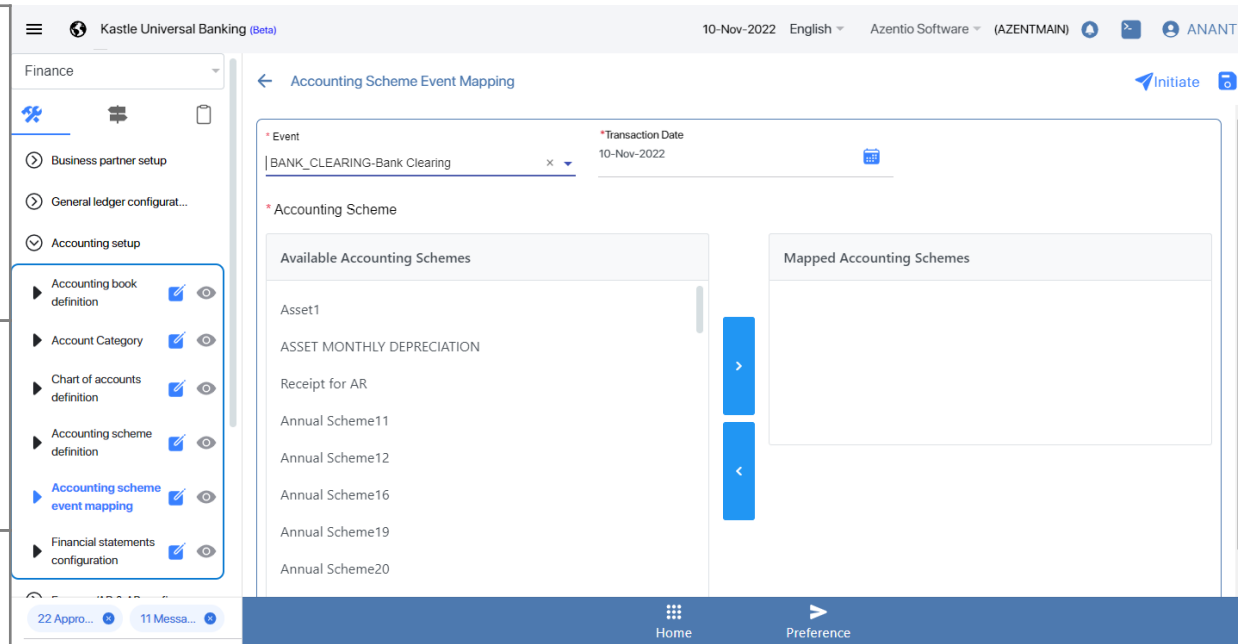 Kastle Universal Banking (Beta)
10-Nov-2022 English Azentio Software (AZENTMAIN) ANANT
Finance
Accounting Scheme Event Mapping
Initiate
Business partner setup
General ledger configurat...
Accounting setup
Accounting book
definition
Account Category
Chart of accounts
definition
Accounting scheme
definition
Accounting scheme
event mapping
Financial statements
configuration
22 Appro...
11 Messa...
* Event
BANK_CLEARING-Bank Clearing ×
*Transaction Date
10-Nov-2022
* Accounting Scheme
Available Accounting Schemes
Asset1
ASSET MONTHLY DEPRECIATION
Receipt for AR
Annual Scheme11
Annual Scheme12
Annual Scheme16
Annual Scheme19
Annual Scheme20
>
<
Mapped Accounting Schemes
Home
Preference